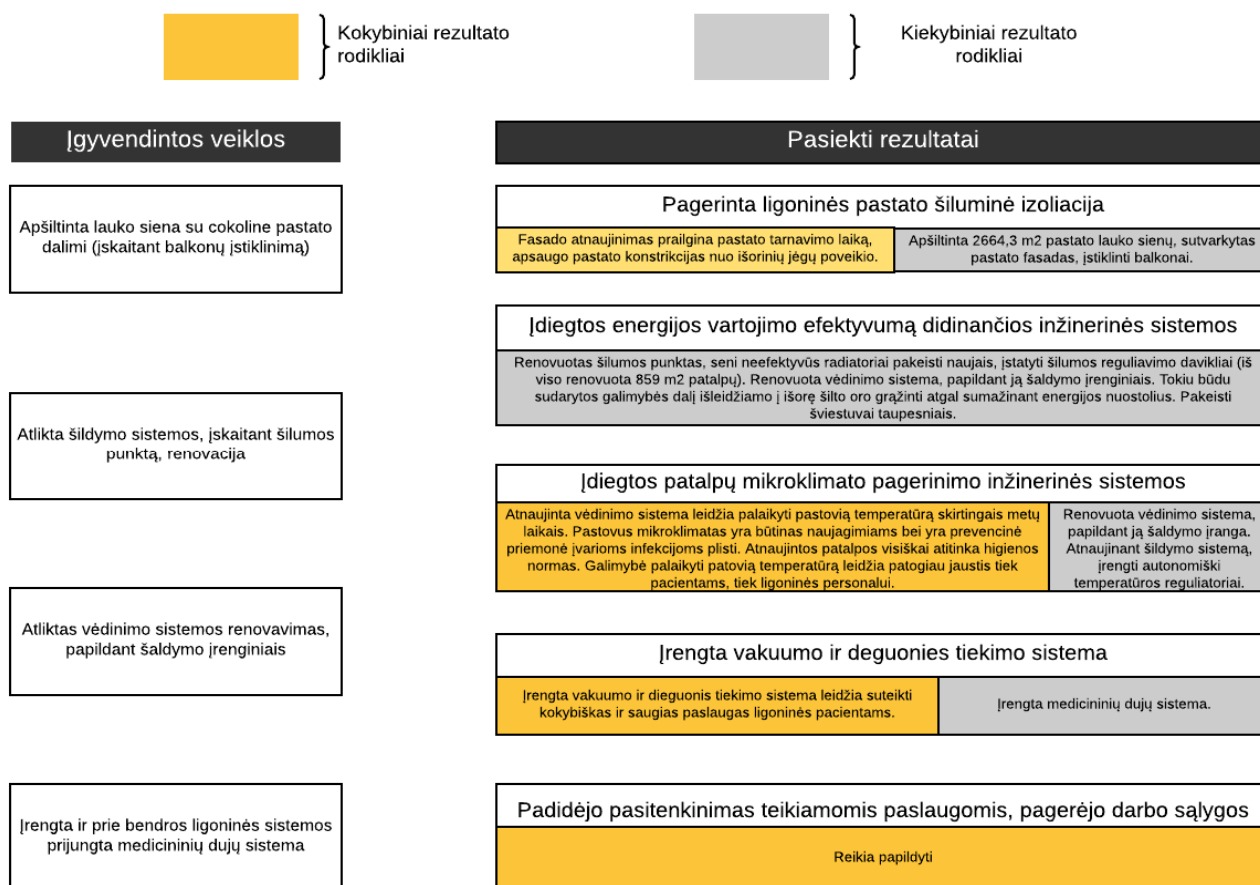 Kokybiniai rezultato
rodikliai
Kiekybiniai rezultato
rodikliai
Įgyvendintos veiklos
Pasiekti rezultatai
Apšiltinta lauko siena su cokoline pastato
dalimi (įskaitant balkonų įstiklinimą)
Pagerinta ligoninės pastato šiluminė izoliacija
Fasado atnaujinimas prailgina pastato tarnavimo laiką,
apsaugo pastato konstrikcijas nuo išorinių jėgų poveikio.
Apšiltinta 2664,3 m2 pastato lauko sienų, sutvarkytas
pastato fasadas, įstiklinti balkonai.
Įdiegtos energijos vartojimo efektyvumą didinančios inžinerinės sistemos
Renovuotas šilumos punktas, seni neefektyvūs radiatoriai pakeisti naujais, įstatyti šilumos reguliavimo davikliai (iš
viso renovuota 859 m2 patalpų). Renovuota vėdinimo sistema, papildant ją šaldymo įrenginiais. Tokiu būdu
sudarytos galimybės dalį išleidžiamo į išorę šilto oro grąžinti atgal sumažinant energijos nuostolius. Pakeisti
šviestuvai taupesniais.
Atlikta šildymo sistemos, įskaitant šilumos
punktą, renovacija
Įdiegtos patalpų mikroklimato pagerinimo inžinerinės sistemos
Atnaujinta vėdinimo sistema leidžia palaikyti pastovią temperatūrą skirtingais metų
laikais. Pastovus mikroklimatas yra būtinas naujagimiams bei yra prevencinė
priemonė įvarioms infekcijoms plisti. Atnaujintos patalpos visiškai atitinka higienos
normas. Galimybė palaikyti patovią temperatūrą leidžia patogiau jaustis tiek
pacientams, tiek ligoninės personalui.
Renovuota vėdinimo sistema,
papildant ją šaldymo įranga.
Atnaujinant šildymo sistemą,
įrengti autonomiški
temperatūros reguliatoriai.
Atliktas vėdinimo sistemos renovavimas,
papildant šaldymo įrenginiais
Įrengta vakuumo ir deguonies tiekimo sistema
Įrengta vakuumo ir dieguonis tiekimo sistema leidžia suteikti
kokybiškas ir saugias paslaugas ligoninės pacientams.
Įrengta medicininių dujų sistema.
Įrengta ir prie bendros ligoninės sistemos
prijungta medicininių dujų sistema
Padidėjo pasitenkinimas teikiamomis paslaugomis, pagerėjo darbo sąlygos
Reikia papildyti